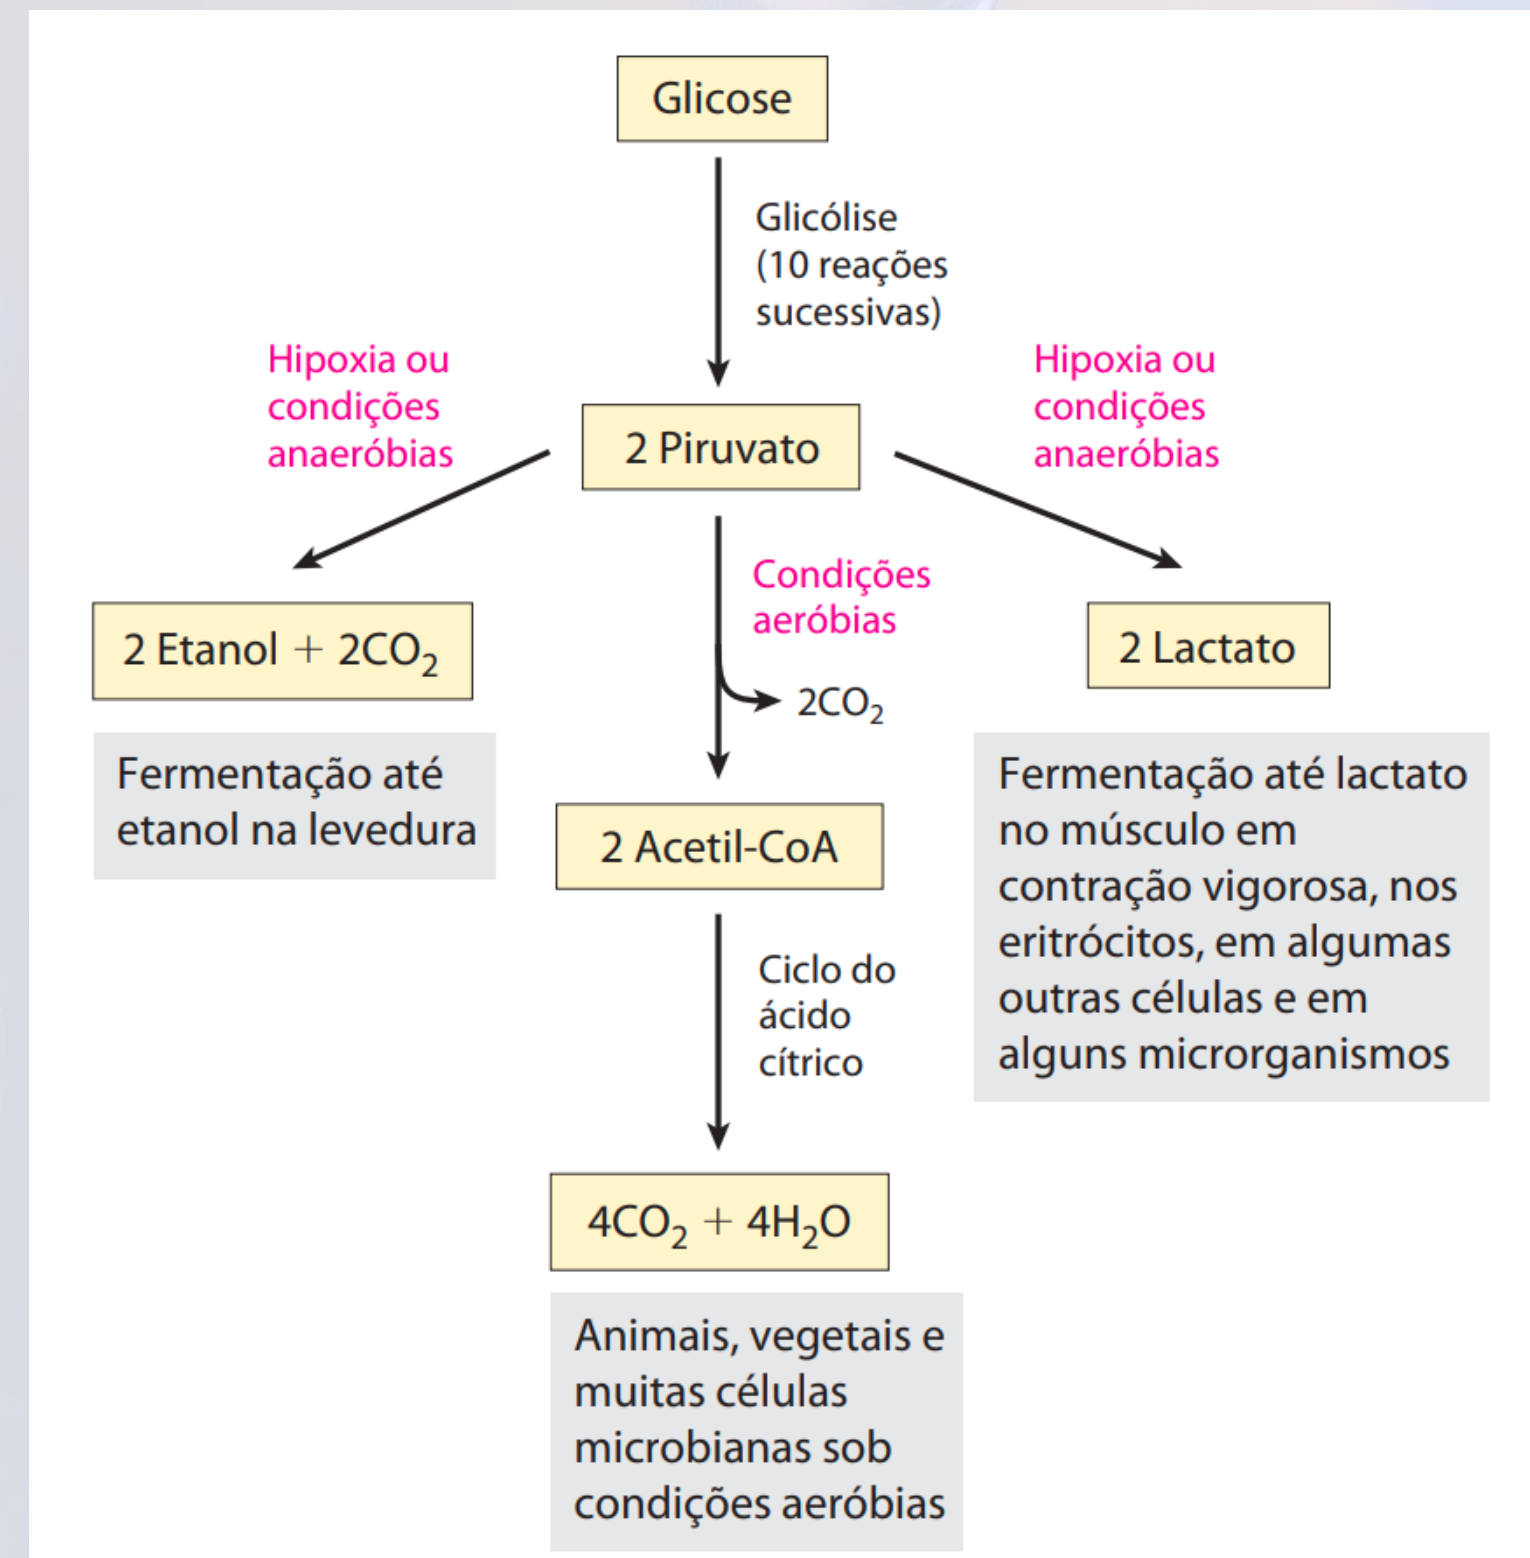 Glicose
Glicólise
(10 reações
sucessivas)
Hipoxia ou
condições
anaeróbias
Hipoxia ou
condições
anaeróbias
2 Piruvato
Condições
aeróbias
2CO₂
2 Etanol + 2CO₂
2 Lactato
Fermentação até
etanol na levedura
Fermentação até lactato
no músculo em
contração vigorosa, nos
eritrócitos, em algumas
outras células e em
alguns microrganismos
2 Acetil-CoA
Ciclo do
ácido
cítrico
4CO₂ + 4H₂O
Animais, vegetais e
muitas células
microbianas sob
condições aeróbias